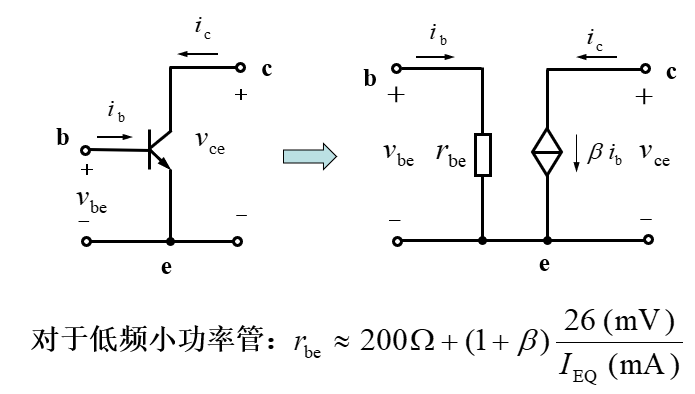 i_c i_b i_c
c b c
+ + +
i_b
b v_ce v_be r_be β i_b v_ce
+
v_be
− − − −
e e
对于低频小功率管：r_be ≈ 200Ω + (1 + β) 26 (mV) / I_EQ (mA)